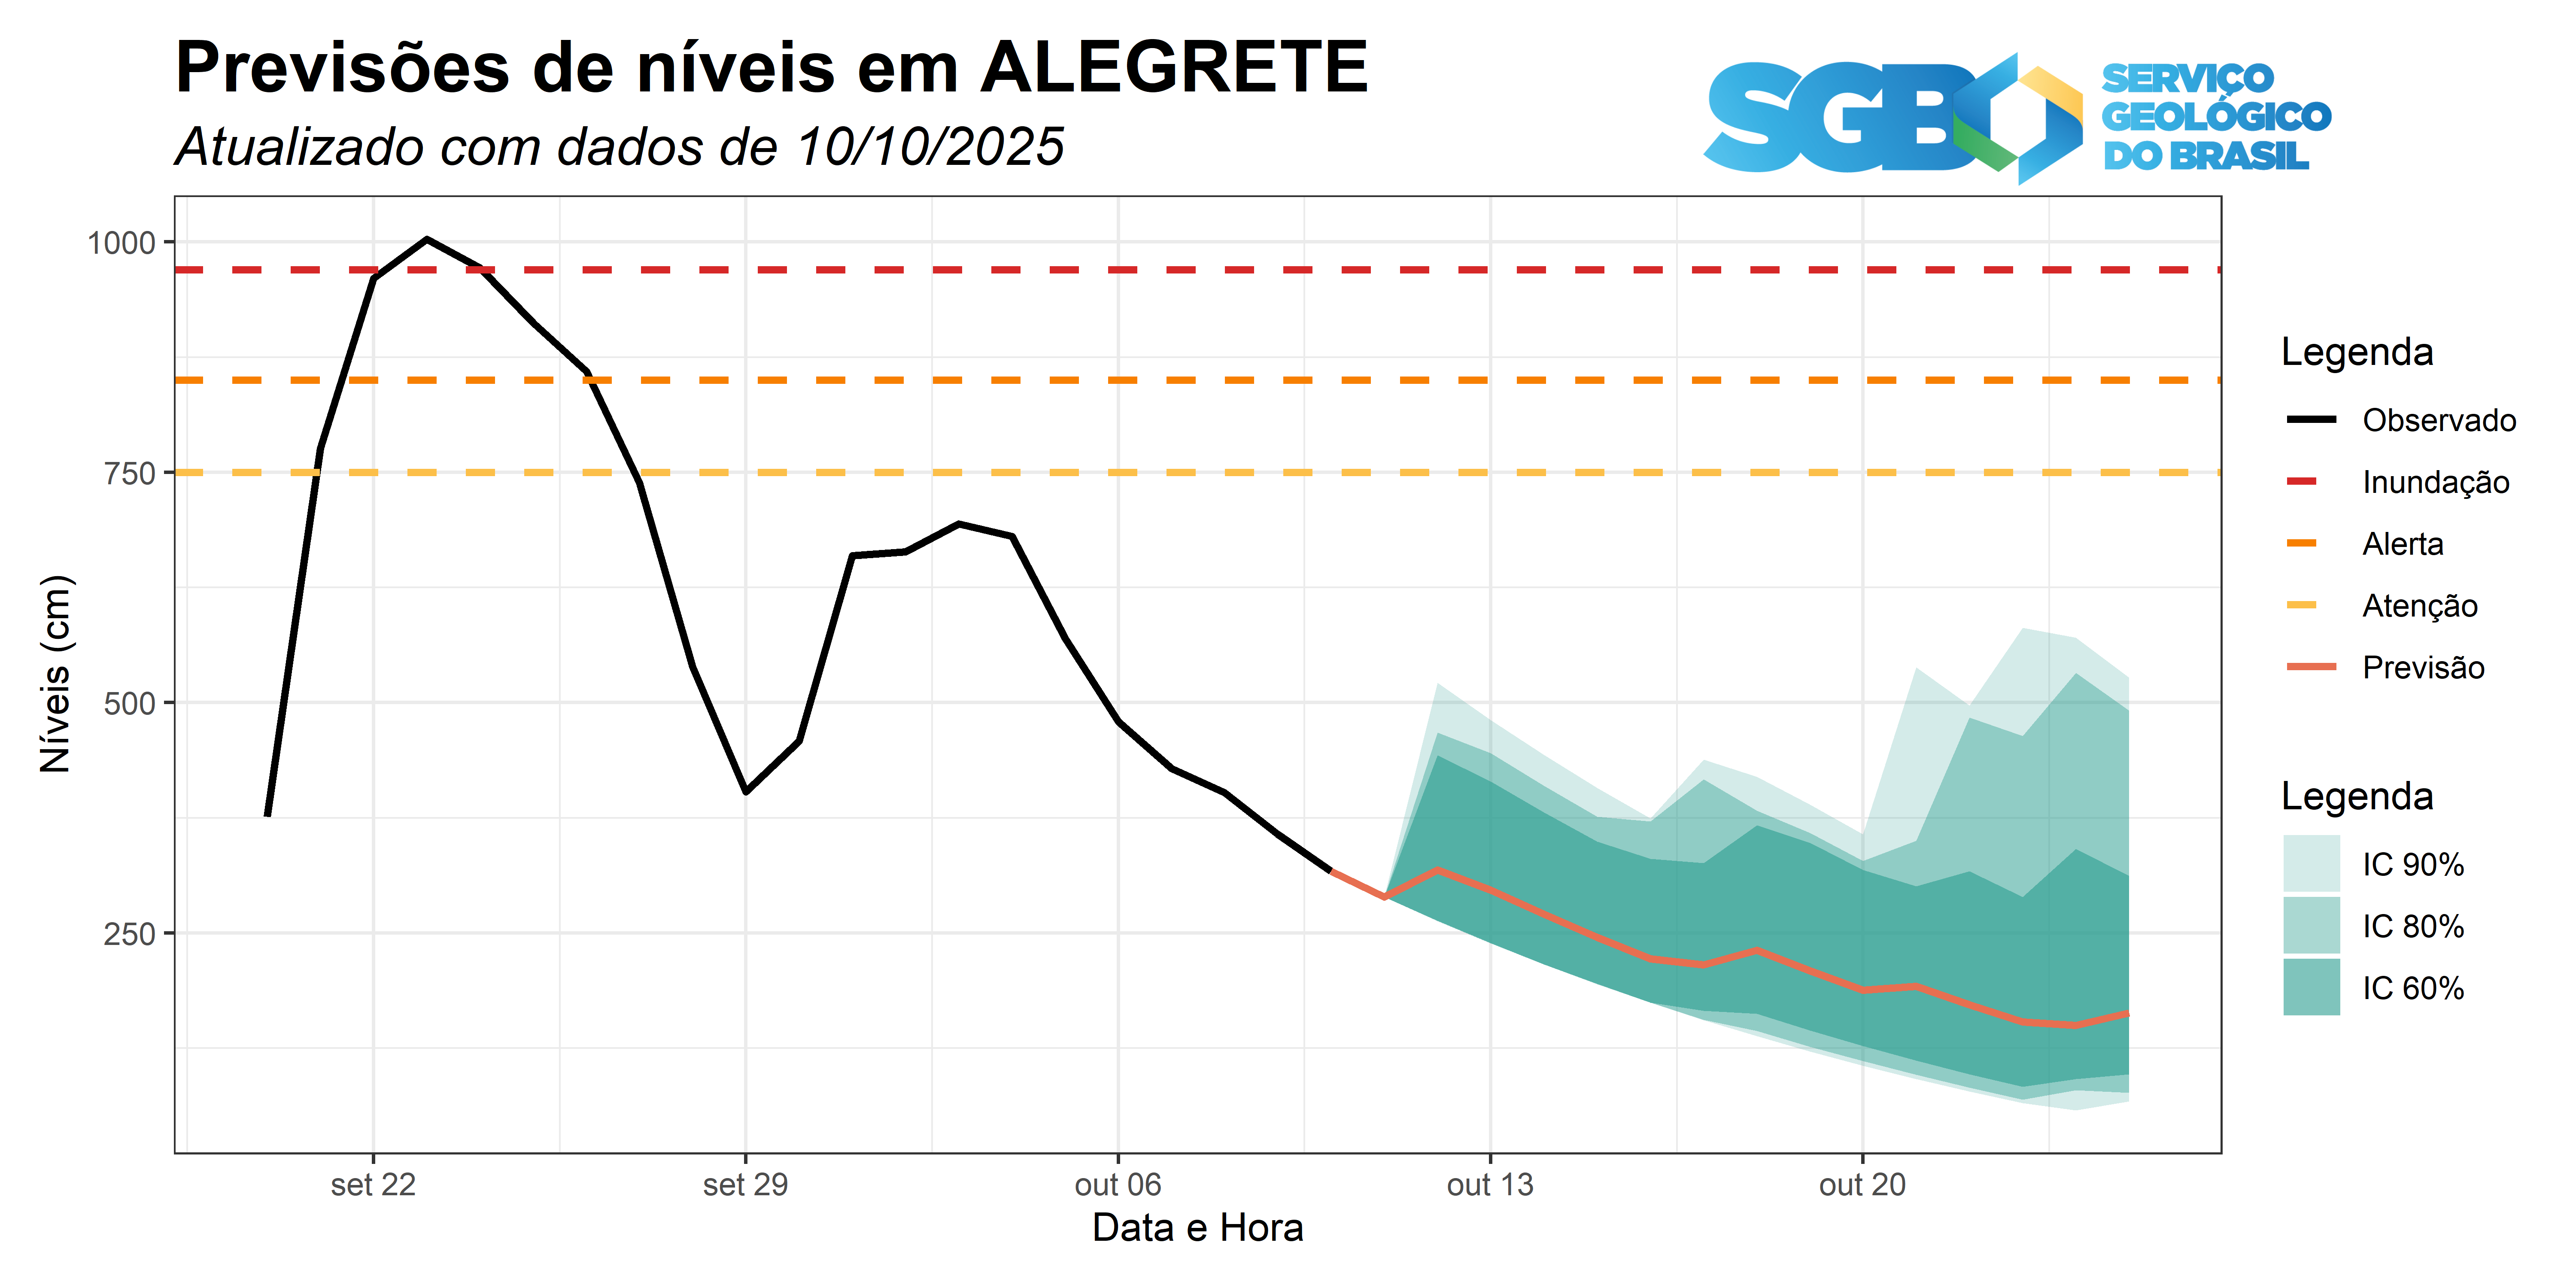 Previsões de níveis em ALEGRETE
Atualizado com dados de 10/10/2025
SGB
SERVIÇO
GEOLÓGICO
DO BRASIL
1000
750
500
250
Níveis (cm)
set 22
set 29
out 06
out 13
out 20
Data e Hora
Legenda
Observado
Inundação
Alerta
Atenção
Previsão
Legenda
IC 90%
IC 80%
IC 60%